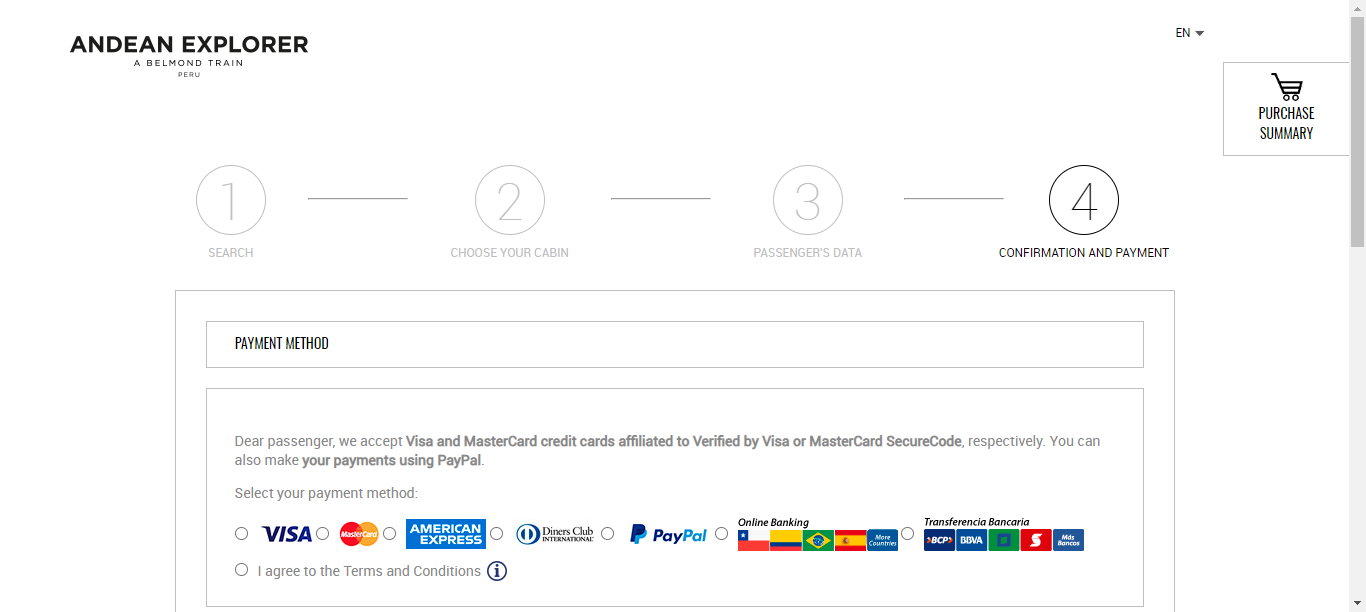 ANDEAN EXPLORER
A BELMOND TRAIN
PERU
EN
PURCHASE
SUMMARY
1
2
3
4
SEARCH
CHOOSE YOUR CABIN
PASSENGER'S DATA
CONFIRMATION AND PAYMENT
PAYMENT METHOD
Dear passenger, we accept Visa and MasterCard credit cards affiliated to Verified by Visa or MasterCard SecureCode, respectively. You can
also make your payments using PayPal.
Select your payment method:
VISA
MasterCard
AMERICAN
EXPRESS
Diners Club
INTERNATIONAL
PayPal
Online Banking
More
Countries
Transferencia Bancaria
BCP
BBVA
Más
Bancos
I agree to the Terms and Conditions